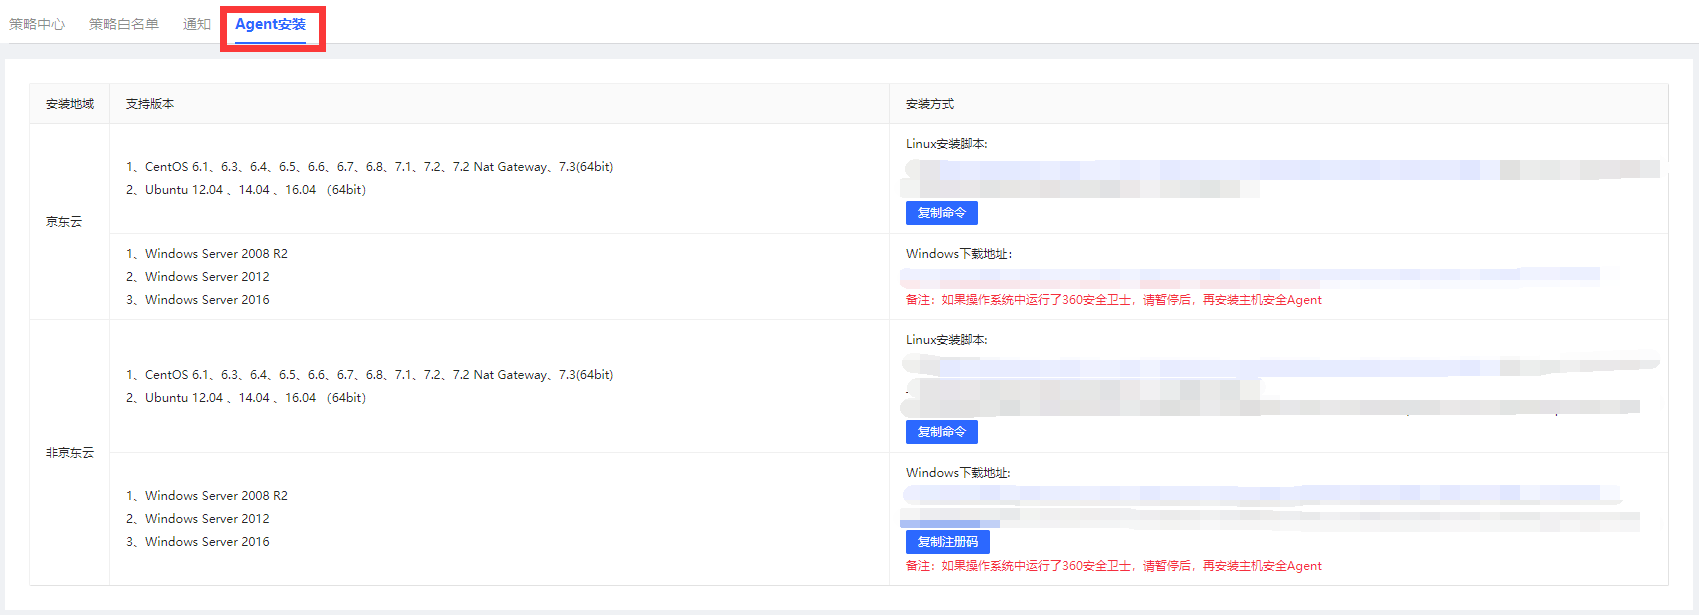 策略中心 策略白名单 通知 Agent安装
安装地域 支持版本 安装方式
京东云
1、CentOS 6.1、6.3、6.4、6.5、6.6、6.7、6.8、7.1、7.2、7.2 Nat Gateway、7.3(64bit)
2、Ubuntu 12.04 、14.04 、16.04 （64bit）
Linux安装脚本:
复制命令
1、Windows Server 2008 R2
2、Windows Server 2012
3、Windows Server 2016
Windows下载地址:
备注：如果操作系统中运行了360安全卫士，请暂停后，再安装主机安全Agent
非京东云
1、CentOS 6.1、6.3、6.4、6.5、6.6、6.7、6.8、7.1、7.2、7.2 Nat Gateway、7.3(64bit)
2、Ubuntu 12.04 、14.04 、16.04 （64bit）
Linux安装脚本:
复制命令
1、Windows Server 2008 R2
2、Windows Server 2012
3、Windows Server 2016
Windows下载地址:
复制注册码
备注：如果操作系统中运行了360安全卫士，请暂停后，再安装主机安全Agent